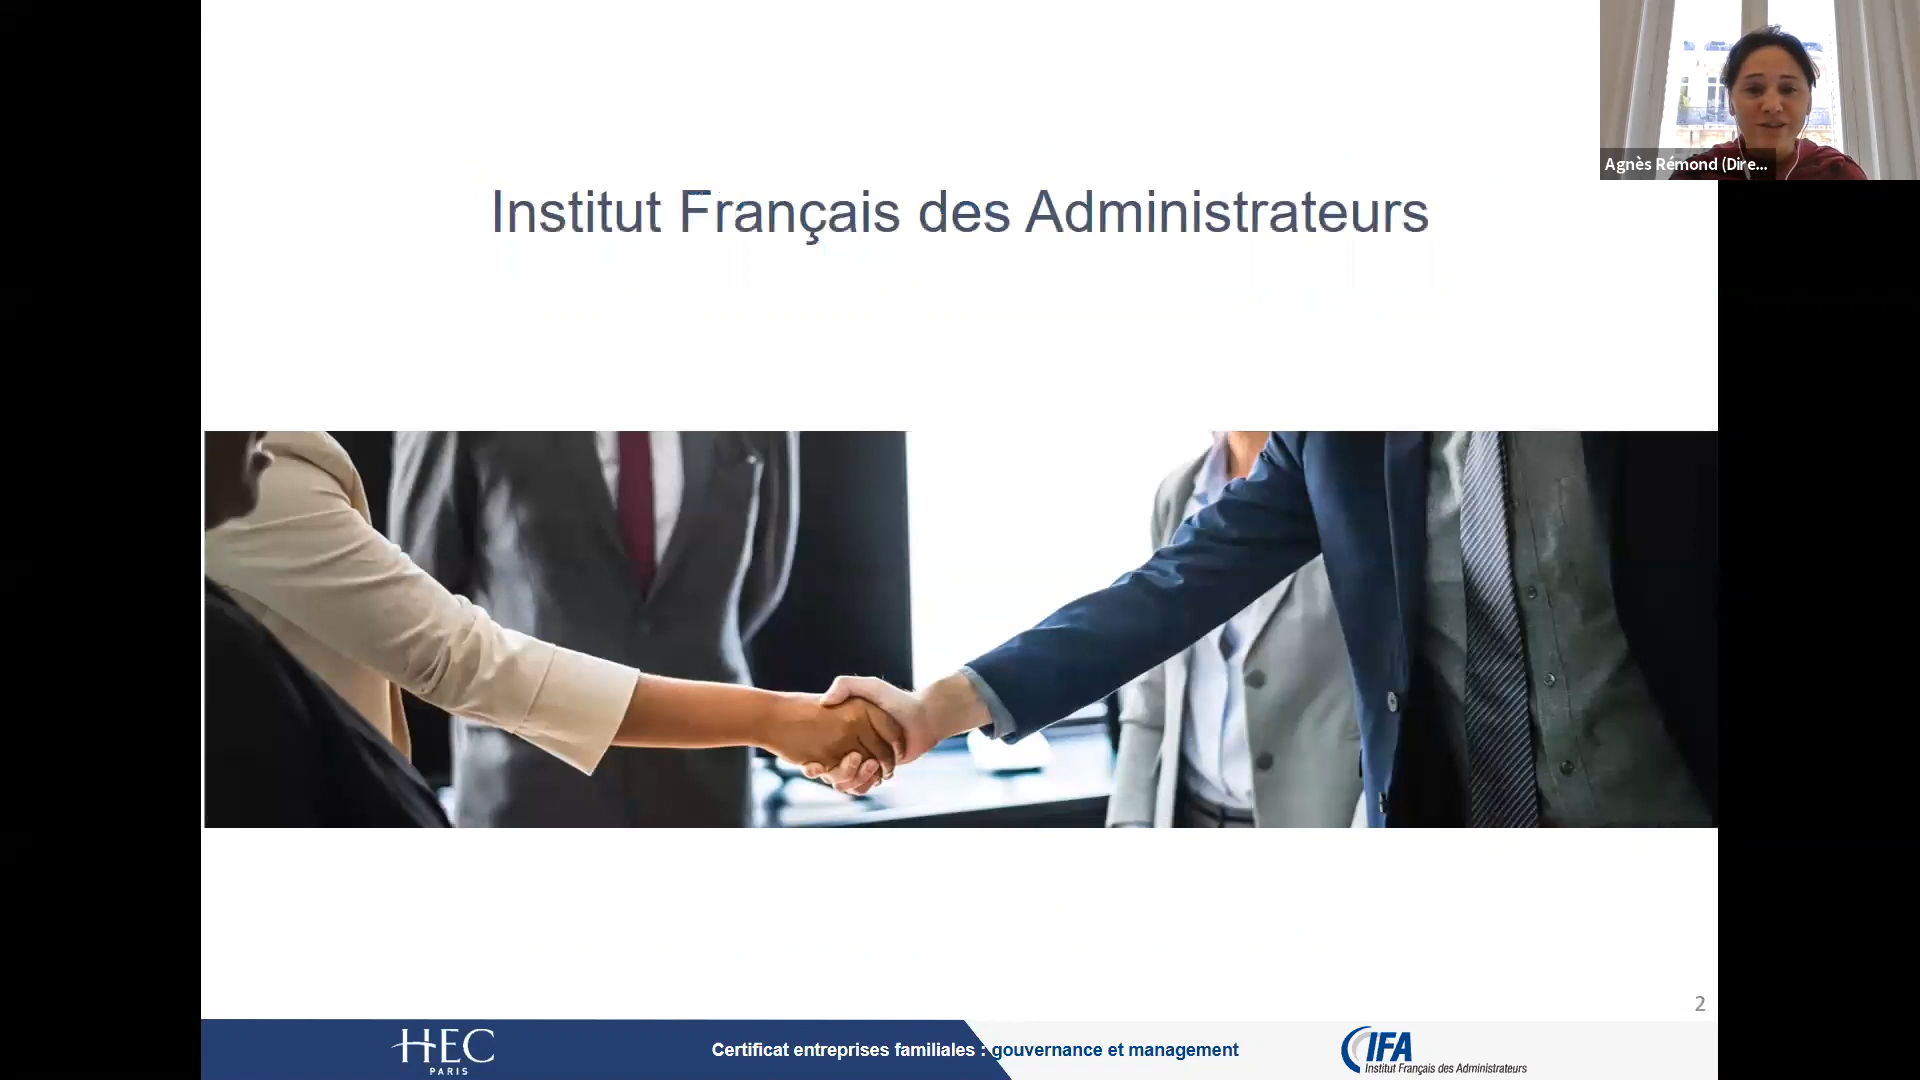 Agnès Rémond (Dire...
Institut Français des Administrateurs
2
HEC
PARIS
Certificat entreprises familiales : gouvernance et management
IFA
Institut Français des Administrateurs